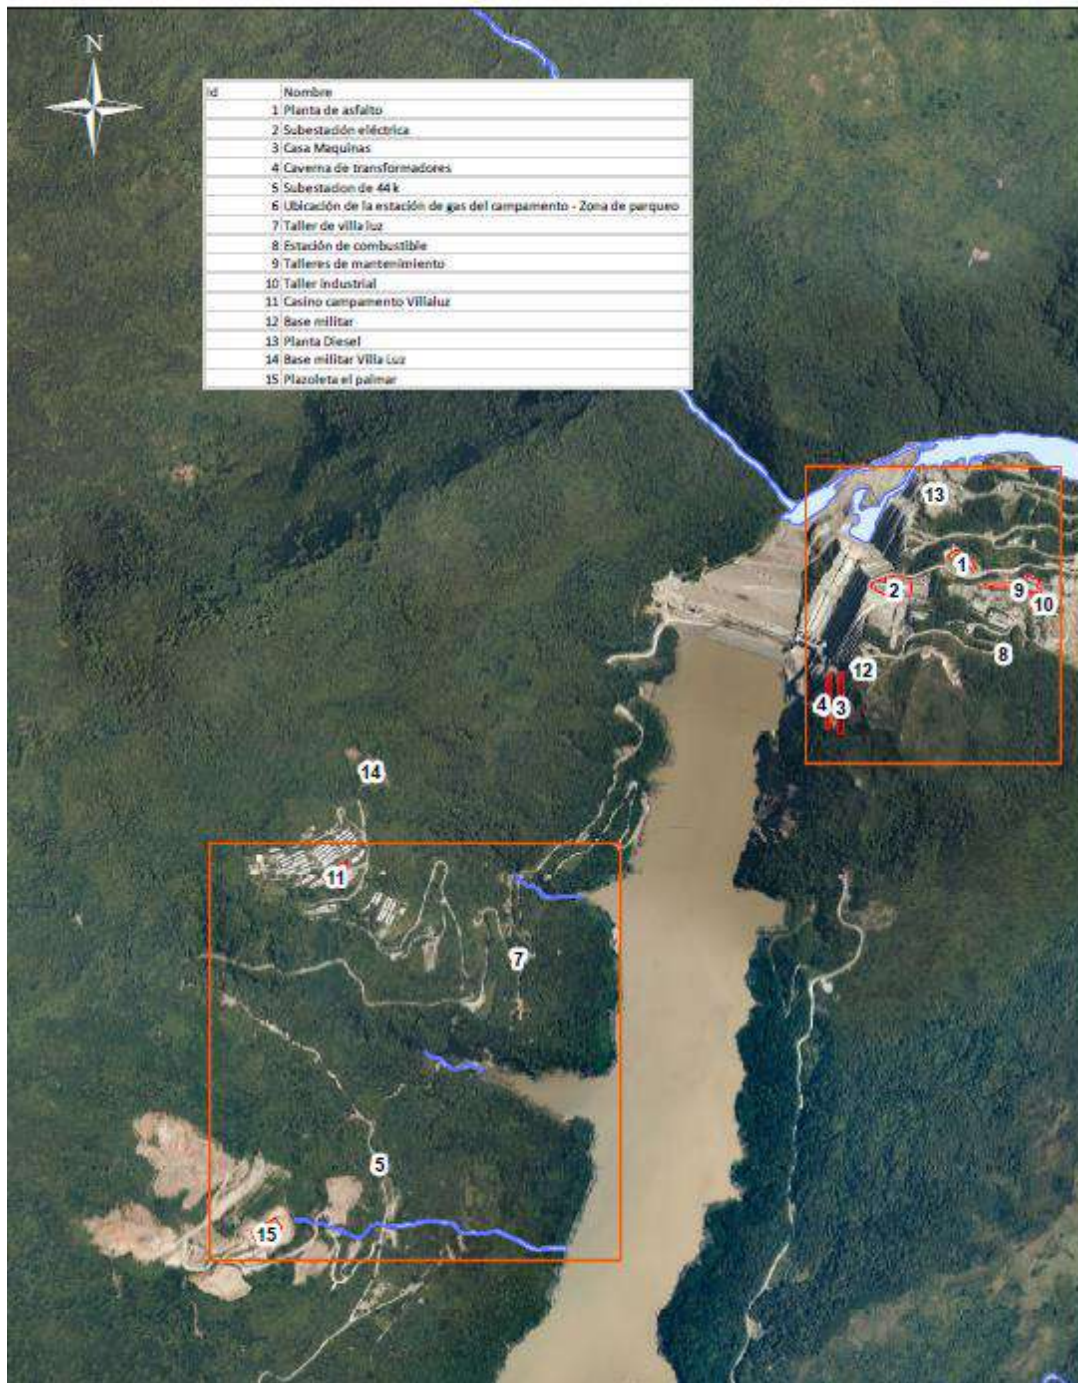 N
Id Nombre
1 Planta de asfalto
2 Subestación eléctrica
3 Casa Maquinas
4 Caverna de transformadores
5 Subestacion de 44 k
6 Ubicación de la estación de gas del campamento - Zona de parqueo
7 Taller de villa luz
8 Estación de combustible
9 Talleres de mantenimiento
10 Taller Industrial
11 Casino campamento Villaluz
12 Base militar
13 Planta Diesel
14 Base militar Villa Luz
15 Plazoleta el palmar
13
1
2
9
10
8
12
4
3
14
11
7
5
15